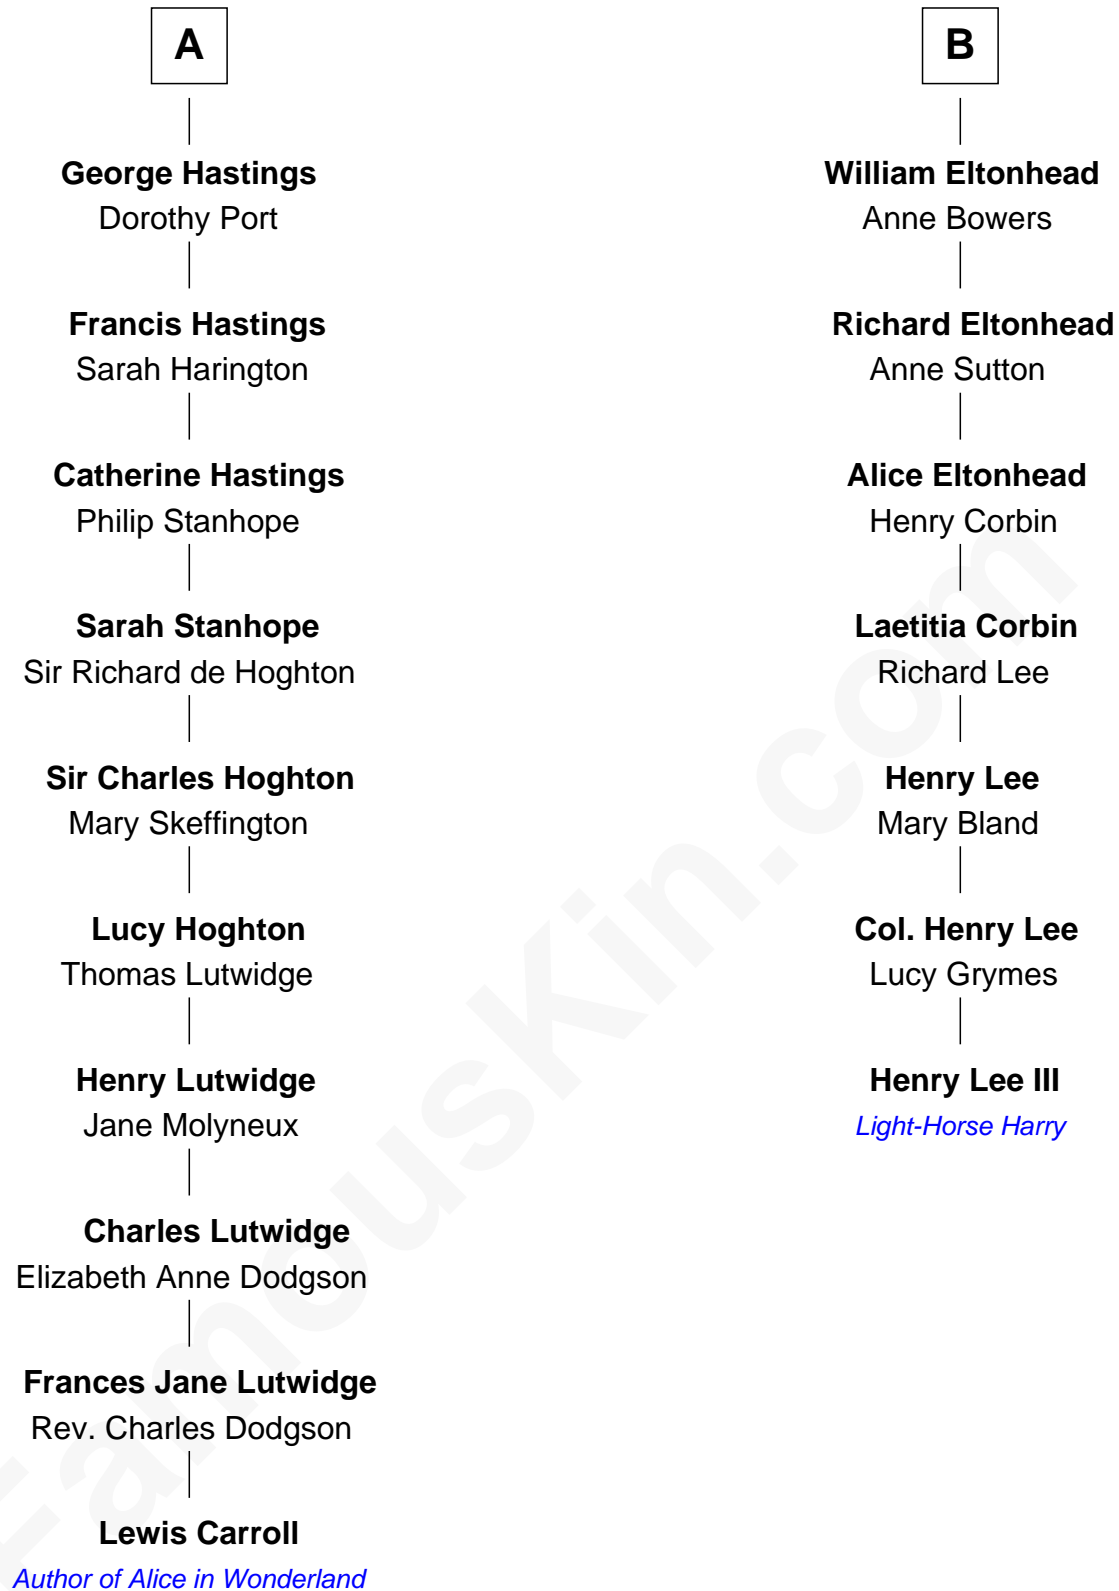 A
George Hastings
Dorothy Port
Francis Hastings
Sarah Harington
Catherine Hastings
Philip Stanhope
Sarah Stanhope
Sir Richard de Hoghton
Sir Charles Hoghton
Mary Skeffington
Lucy Hoghton
Thomas Lutwidge
Henry Lutwidge
Jane Molyneux
Charles Lutwidge
Elizabeth Anne Dodgson
Frances Jane Lutwidge
Rev. Charles Dodgson
Lewis Carroll
Author of Alice in Wonderland
B
William Eltonhead
Anne Bowers
Richard Eltonhead
Anne Sutton
Alice Eltonhead
Henry Corbin
Laetitia Corbin
Richard Lee
Henry Lee
Mary Bland
Col. Henry Lee
Lucy Grymes
Henry Lee III
Light-Horse Harry
FamousKin.com